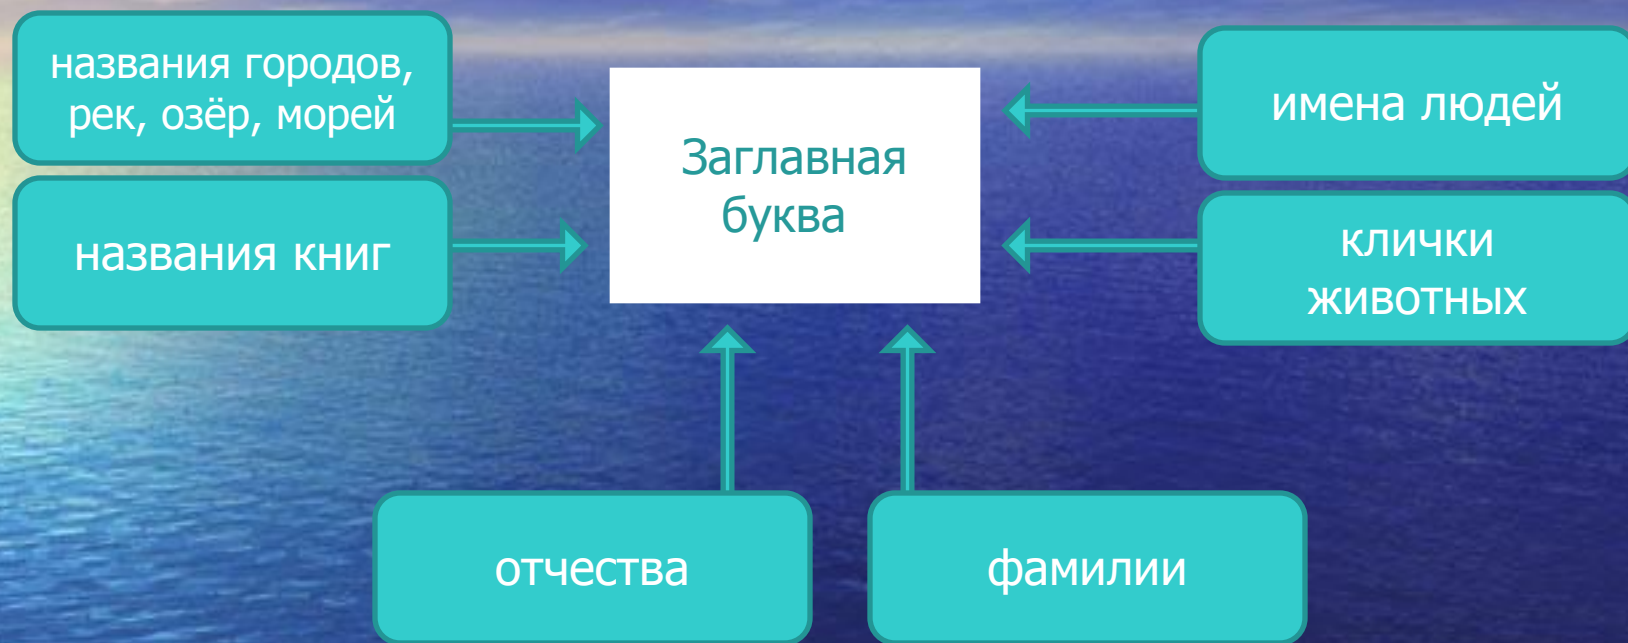 названия городов,
рек, озёр, морей
названия книг
Заглавная
буква
имена людей
клички
животных
отчества
фамилии